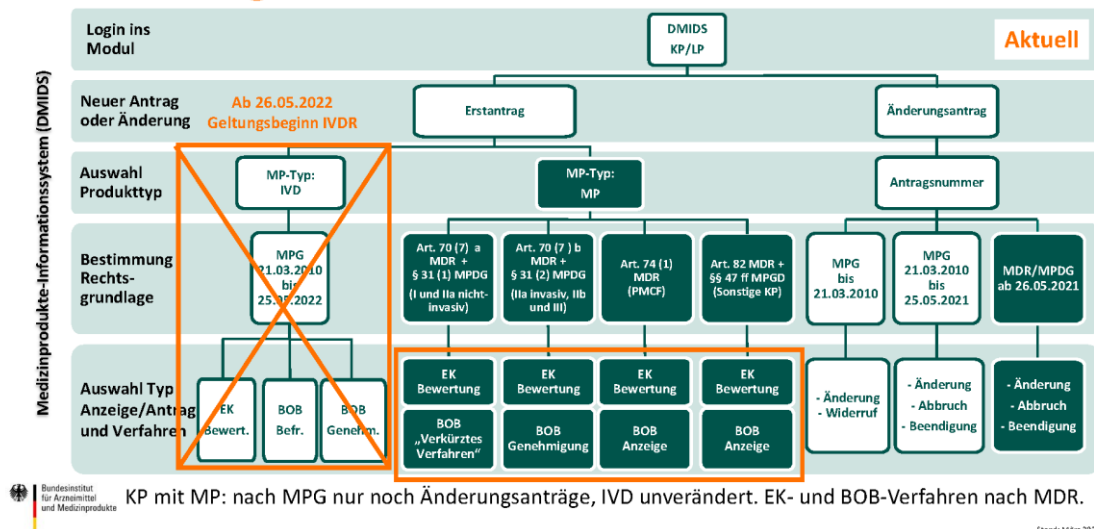 Medizinprodukte-Informationssystem (DMIDS)
Login ins
Modul
DMIDS
KP/LP
Aktuell
Neuer Antrag
oder Änderung
Ab 26.05.2022
Geltungsbeginn IVDR
Erstantrag
Änderungsantrag
Auswahl
Produkttyp
MP-Typ:
IVD
MP-Typ:
MP
Antragsnummer
Bestimmung
Rechts-
grundlage
MPG
21.03.2010
bis
25.05.2022
Art. 70 (7) a
MDR +
§ 31 (1) MPDG
(I und IIa nicht-
invasiv)
Art. 70 (7 ) b
MDR +
§ 31 (2) MPDG
(IIa invasiv, IIb
und III)
Art. 74 (1)
MDR
(PMCF)
Art. 82 MDR +
§§ 47 ff MPGD
(Sonstige KP)
MPG
bis
21.03.2010
MPG
21.03.2010
bis
25.05.2021
MDR/MPDG
ab 26.05.2021
Auswahl Typ
Anzeige/Antrag
und Verfahren
EK
Bewert.
BOB
Befr.
BOB
Genehm.
EK
Bewertung
EK
Bewertung
EK
Bewertung
EK
Bewertung
BOB
„Verkürztes
Verfahren“
BOB
Genehmigung
BOB
Anzeige
BOB
Anzeige
- Änderung
- Widerruf
- Änderung
- Abbruch
- Beendigung
- Änderung
- Abbruch
- Beendigung
Bundesinstitut
für Arzneimittel
und Medizinprodukte
KP mit MP: nach MPG nur noch Änderungsanträge, IVD unverändert. EK- und BOB-Verfahren nach MDR.